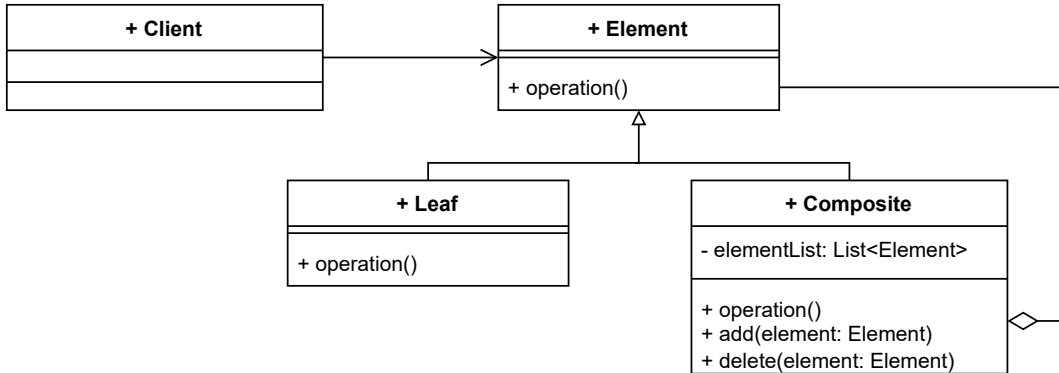 + Client
+ Element
+ operation()
+ Leaf
+ operation()
+ Composite
- elementList: List<Element>
+ operation()
+ add(element: Element)
+ delete(element: Element)